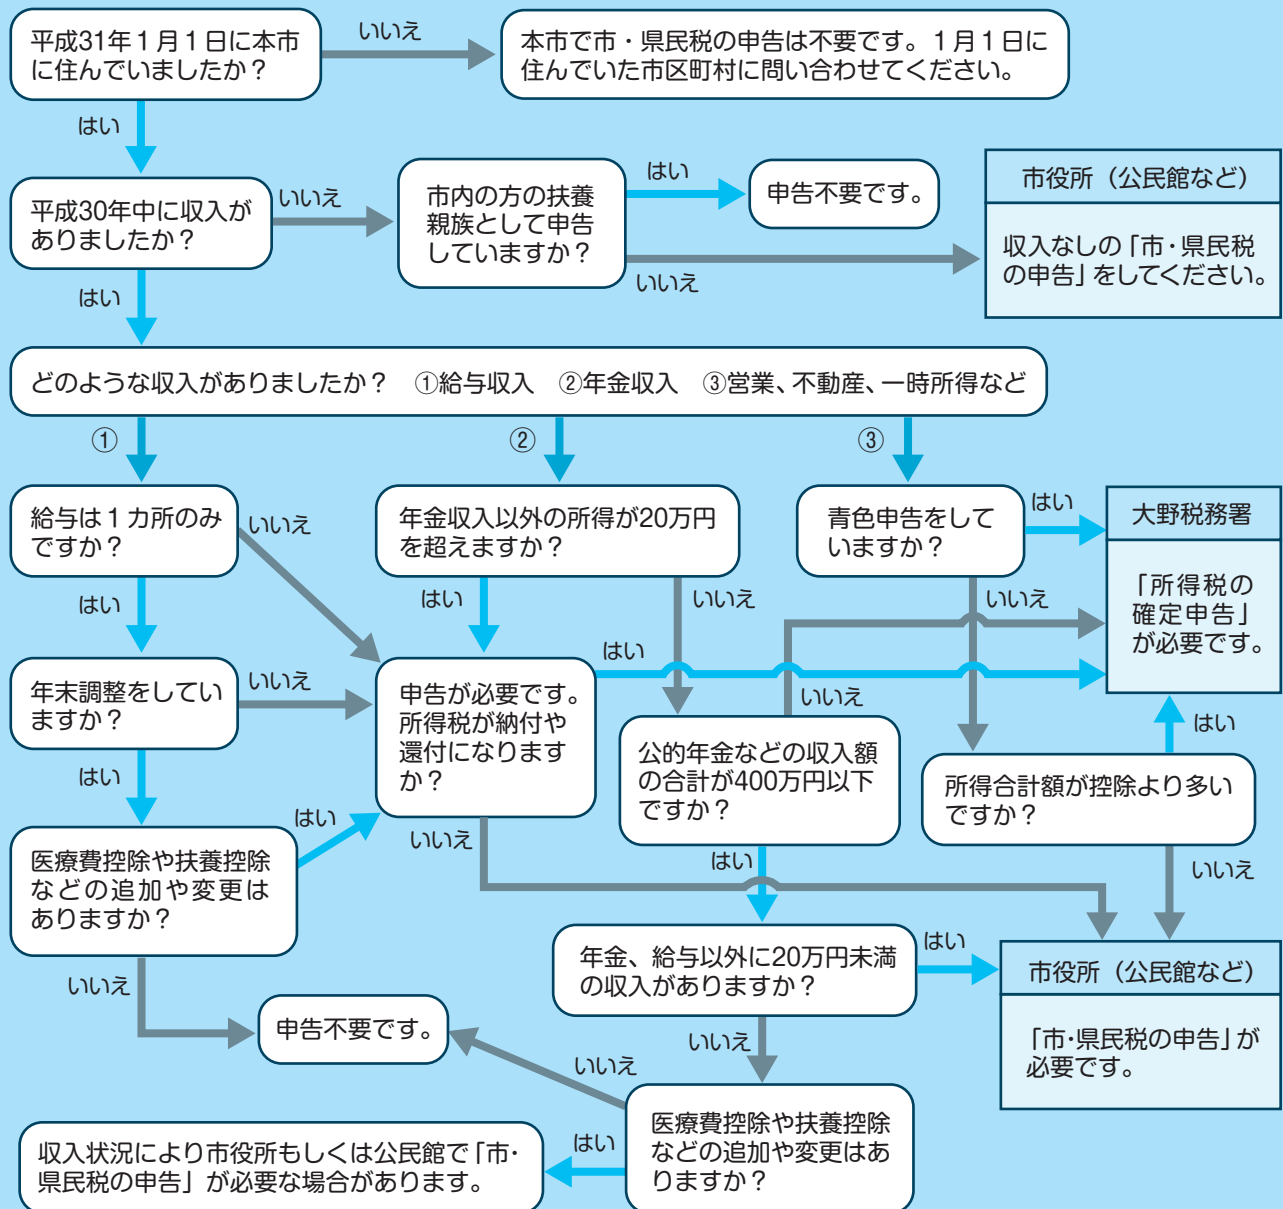 平成31年１月１日に本市
に住んでいましたか？
いいえ
本市で市・県民税の申告は不要です。１月１日に
住んでいた市区町村に問い合わせてください。
はい
平成30年中に収入が
ありましたか？
いいえ
市内の方の扶養
親族として申告
していますか？
はい
申告不要です。
いいえ
市役所（公民館など）
収入なしの「市・県民税
の申告」をしてください。
はい
どのような収入がありましたか？　①給与収入　②年金収入　③営業、不動産、一時所得など
①
②
③
給与は１カ所のみ
ですか？
いいえ
年金収入以外の所得が20万円
を超えますか？
青色申告をして
いますか？
はい
大野税務署
「所得税の
確定申告」
が必要です。
はい
はい
いいえ
いいえ
年末調整をしてい
ますか？
いいえ
申告が必要です。
所得税が納付や
還付になります
か？
はい
いいえ
公的年金などの収入額
の合計が400万円以下
ですか？
はい
所得合計額が控除より多い
ですか？
はい
はい
いいえ
はい
いいえ
医療費控除や扶養控除
などの追加や変更は
ありますか？
年金、給与以外に20万円未満
の収入がありますか？
はい
市役所（公民館など）
「市・県民税の申告」が
必要です。
いいえ
申告不要です。
いいえ
いいえ
医療費控除や扶養控除
などの追加や変更はあ
りますか？
はい
収入状況により市役所もしくは公民館で「市・
県民税の申告」が必要な場合があります。